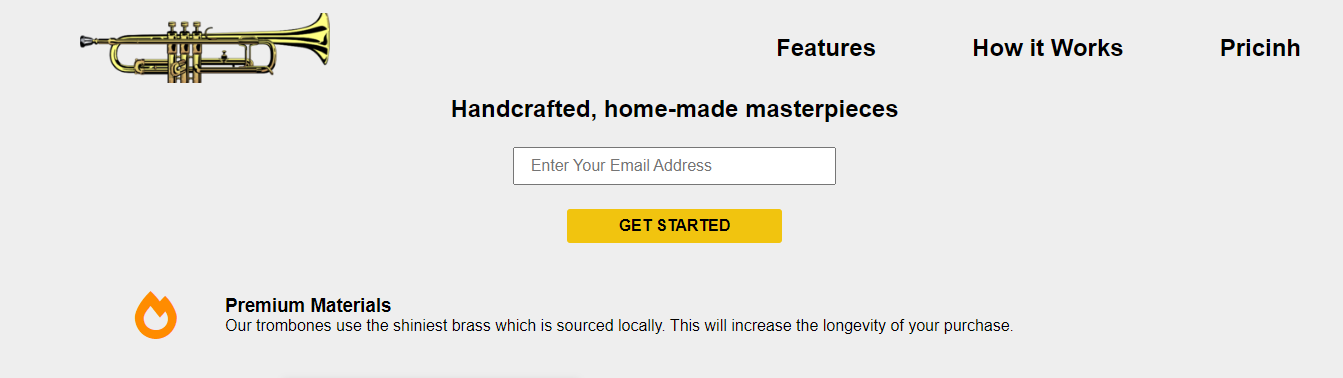 Features How it Works Pricinh
Handcrafted, home-made masterpieces
Enter Your Email Address
GET STARTED
Premium Materials
Our trombones use the shiniest brass which is sourced locally. This will increase the longevity of your purchase.